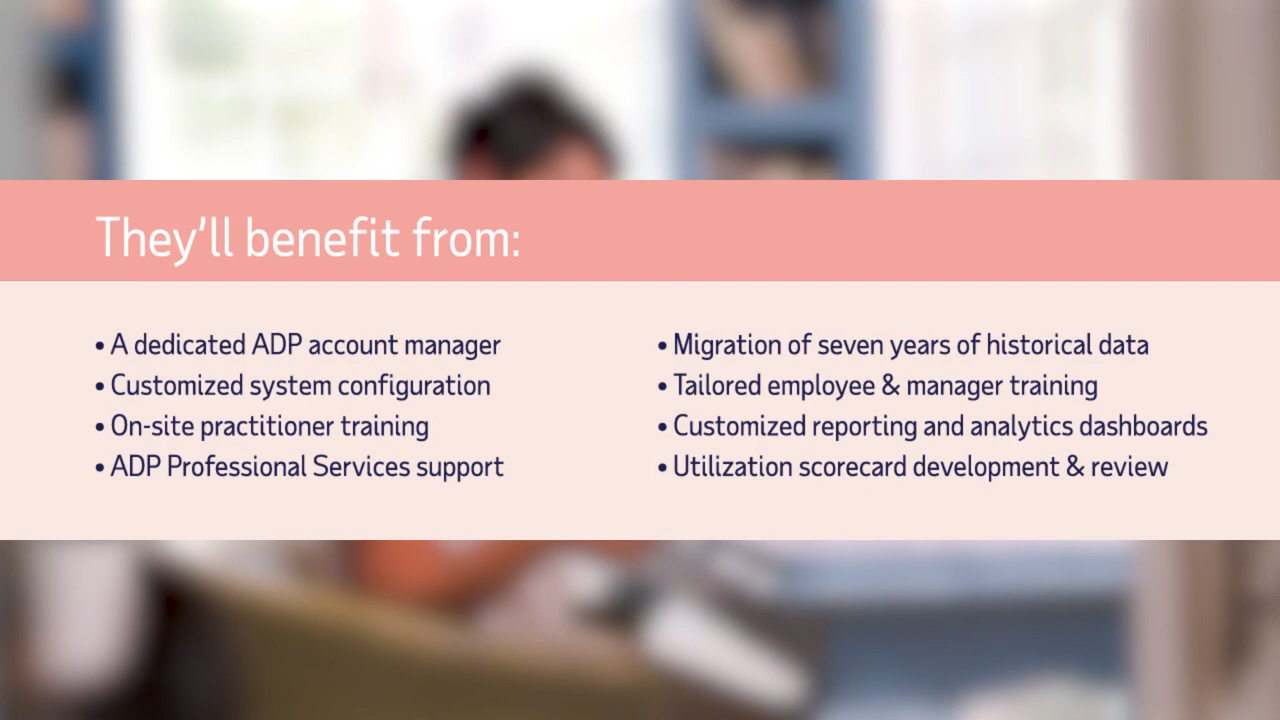 They'll benefit from:
• A dedicated ADP account manager
• Customized system configuration
• On-site practitioner training
• ADP Professional Services support
• Migration of seven years of historical data
• Tailored employee & manager training
• Customized reporting and analytics dashboards
• Utilization scorecard development & review